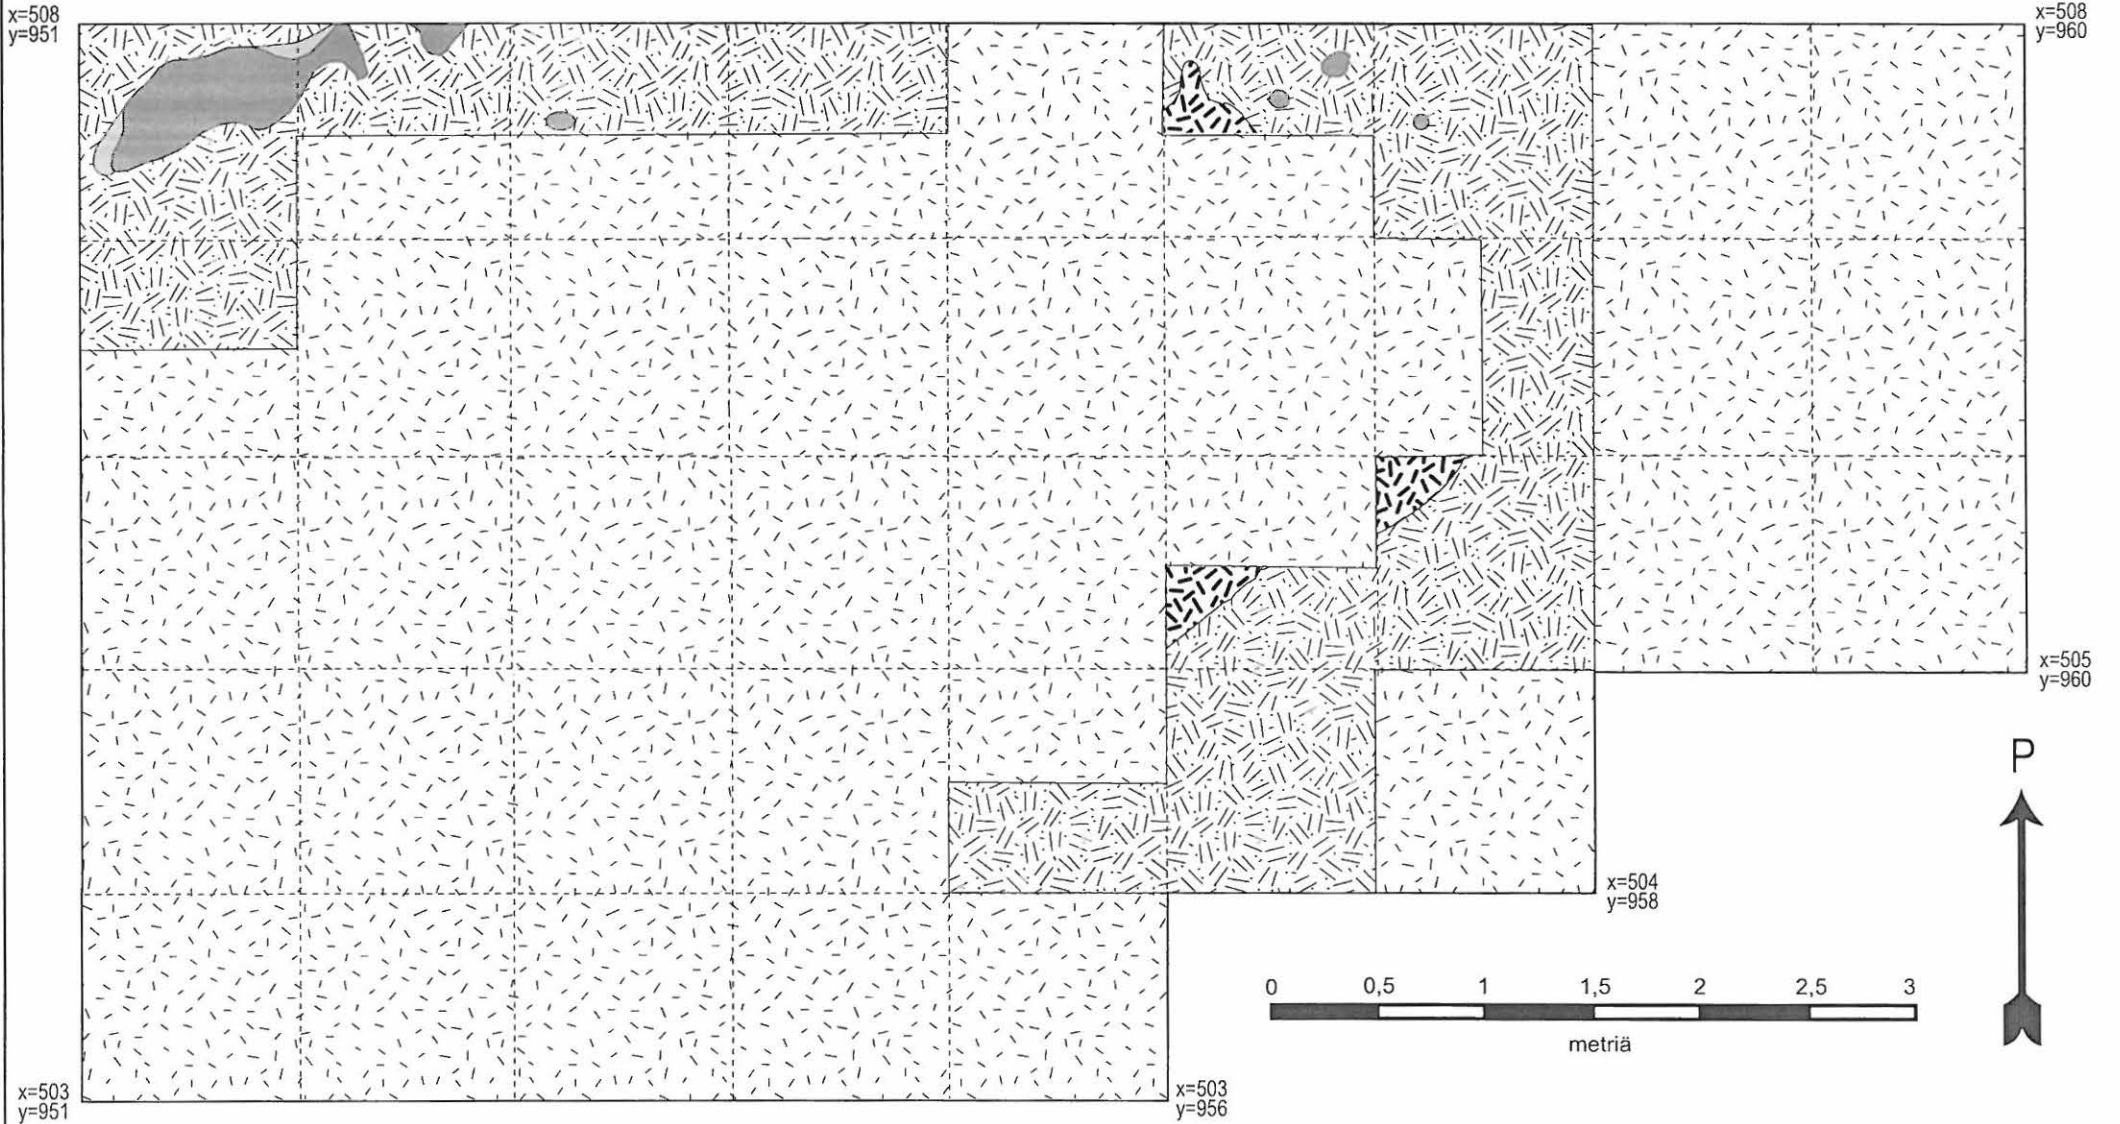 x=508
y=951
x=508
y=960
x=505
y=960
P
x=504
y=958
0 0,5 1 1,5 2 2,5 3
metriä
x=503
y=951
x=503
y=956